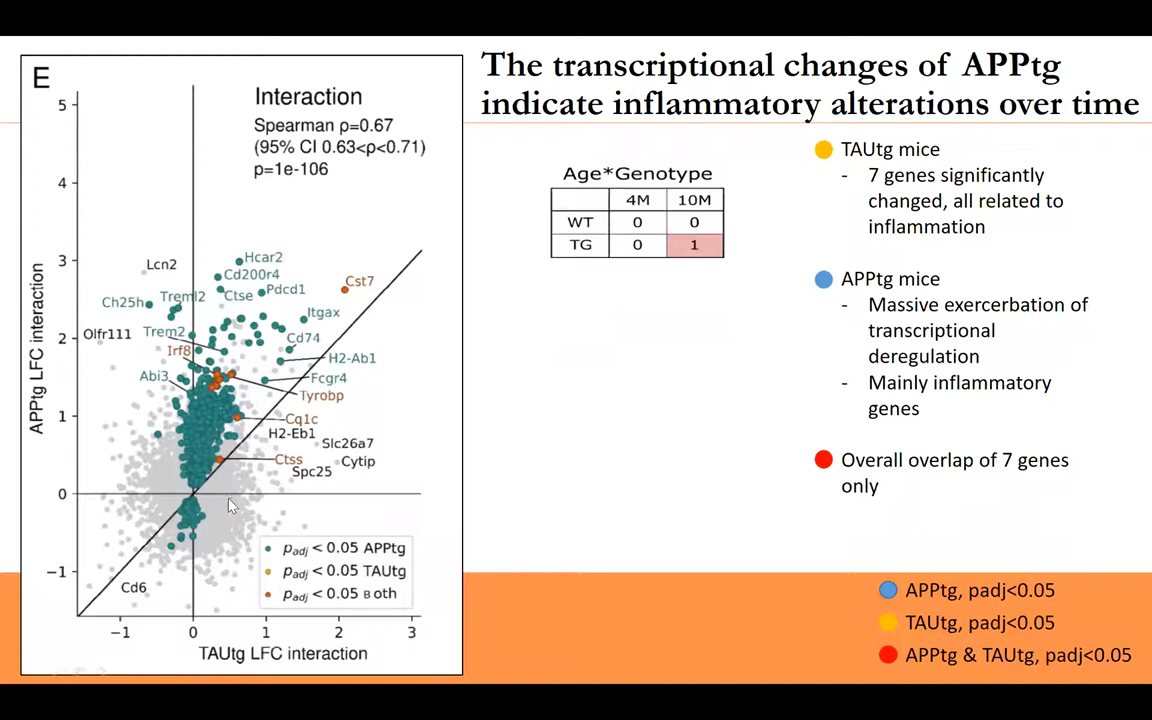 The transcriptional changes of APPtg
indicate inflammatory alterations over time
E
Interaction
Spearman ρ=0.67
(95% CI 0.63<ρ<0.71)
p=1e-106
APPtg LFC interaction
5
4
3
2
1
0
−1
Lcn2
Hcar2
Cd200r4
Cst7
Ch25h
Treml2
Ctse
Pdcd1
Itgax
Olfr111
Trem2
Cd74
Irf8
H2-Ab1
Abi3
Fcgr4
Tyrobp
Cq1c
H2-Eb1
Slc26a7
Ctss
Cytip
Spc25
Cd6
padj < 0.05 APPtg
padj < 0.05 TAUtg
padj < 0.05 Both
−1 0 1 2 3
TAUtg LFC interaction
Age*Genotype
4M 10M
WT 0 0
TG 0 1
TAUtg mice
- 7 genes significantly
changed, all related to
inflammation
APPtg mice
- Massive exercerbation of
transcriptional
deregulation
- Mainly inflammatory
genes
Overall overlap of 7 genes
only
APPtg, padj<0.05
TAUtg, padj<0.05
APPtg & TAUtg, padj<0.05